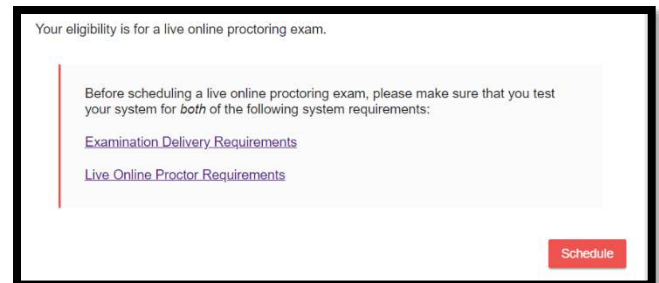 Your eligibility is for a live online proctoring exam.
Before scheduling a live online proctoring exam, please make sure that you test
your system for both of the following system requirements:
Examination Delivery Requirements
Live Online Proctor Requirements
Schedule